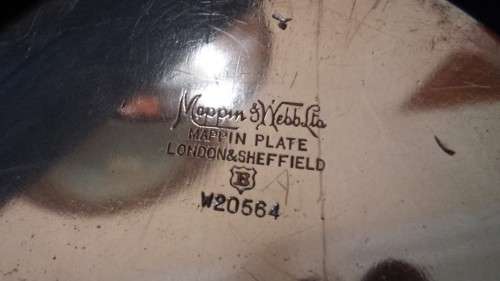 Mappin & Webb Ltd
MAPPIN PLATE
LONDON & SHEFFIELD
B
W20564